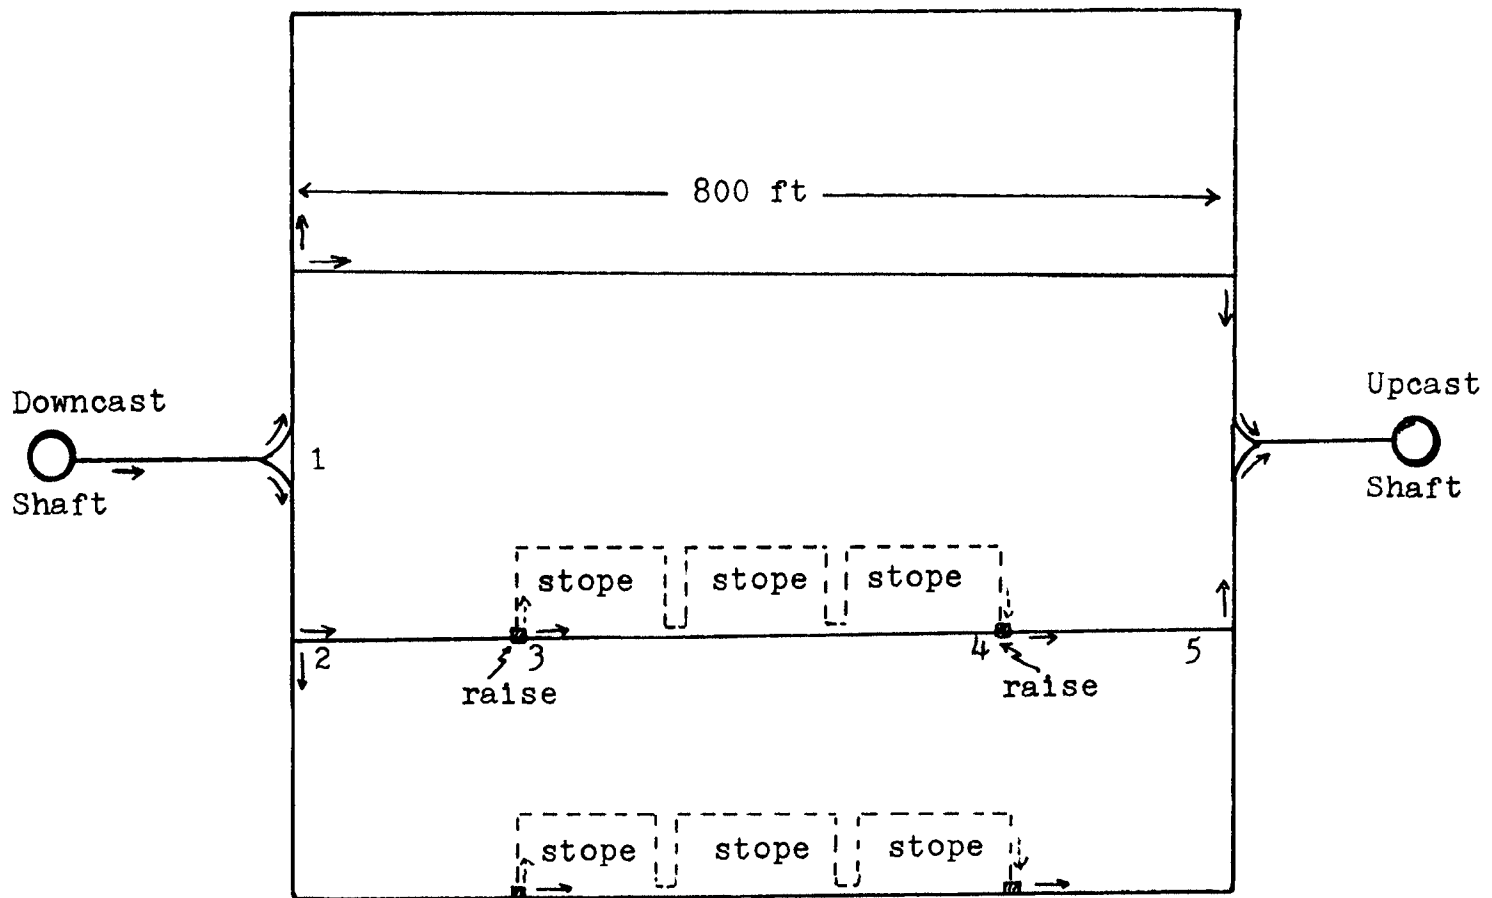 800 ft
Downcast
Shaft
1
Upcast
Shaft
stope stope stope
2 3 4 5
raise raise
stope stope stope